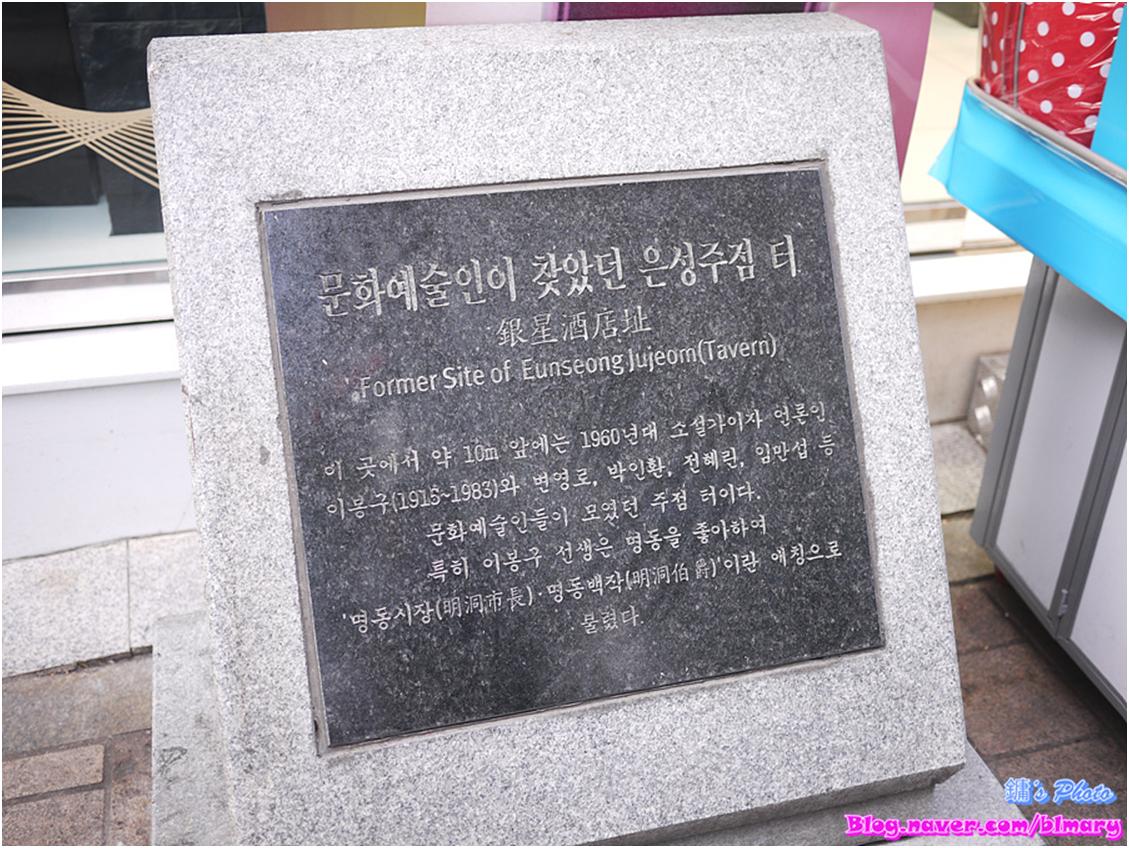 문화예술인이 찾았던 은성주점 터
銀星酒店址
Former Site of Eunseong Jujeom(Tavern)
이 곳에서 약 10m 앞에는 1960년대 소설가이자 언론인
이봉구(1915~1983)와 변영로, 박인환, 전혜린, 임만섭 등
문화예술인들이 모였던 주점 터이다.
특히 이봉구 선생은 명동을 좋아하여
'명동시장(明洞市長)·명동백작(明洞伯爵)'이란 애칭으로
불렸다.
鏞's Photo
Blog.naver.com/blmary